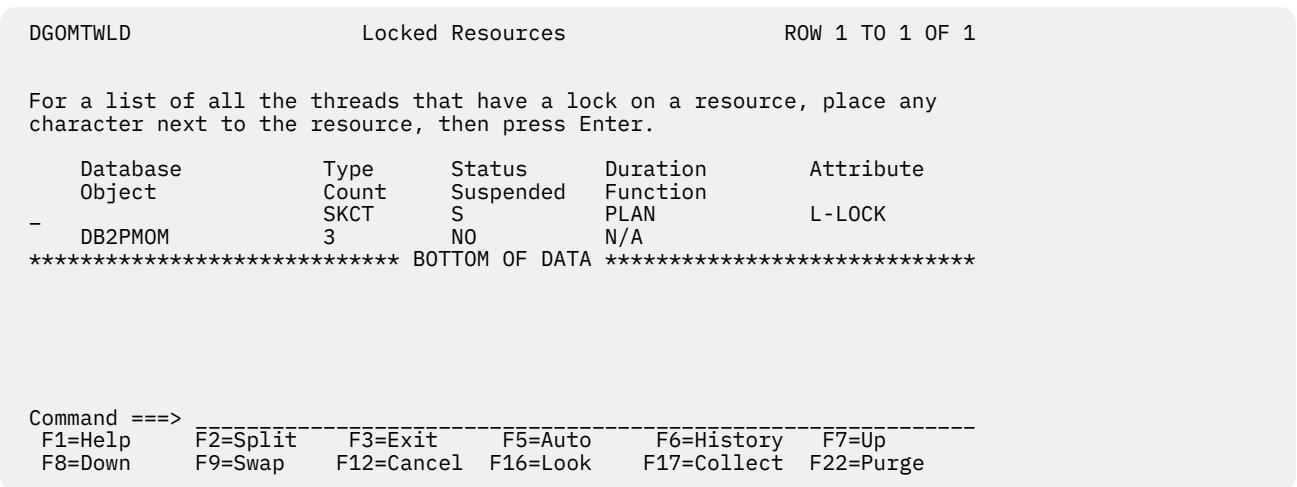 DGOMTWLD Locked Resources ROW 1 TO 1 OF 1
For a list of all the threads that have a lock on a resource, place any
character next to the resource, then press Enter.
Database Type Status Duration Attribute
Object Count Suspended Function
_ SKCT S PLAN L-LOCK
DB2PMOM 3 NO N/A
***************************** BOTTOM OF DATA *****************************
Command ===> _____________________________________________________________
F1=Help F2=Split F3=Exit F5=Auto F6=History F7=Up
F8=Down F9=Swap F12=Cancel F16=Look F17=Collect F22=Purge